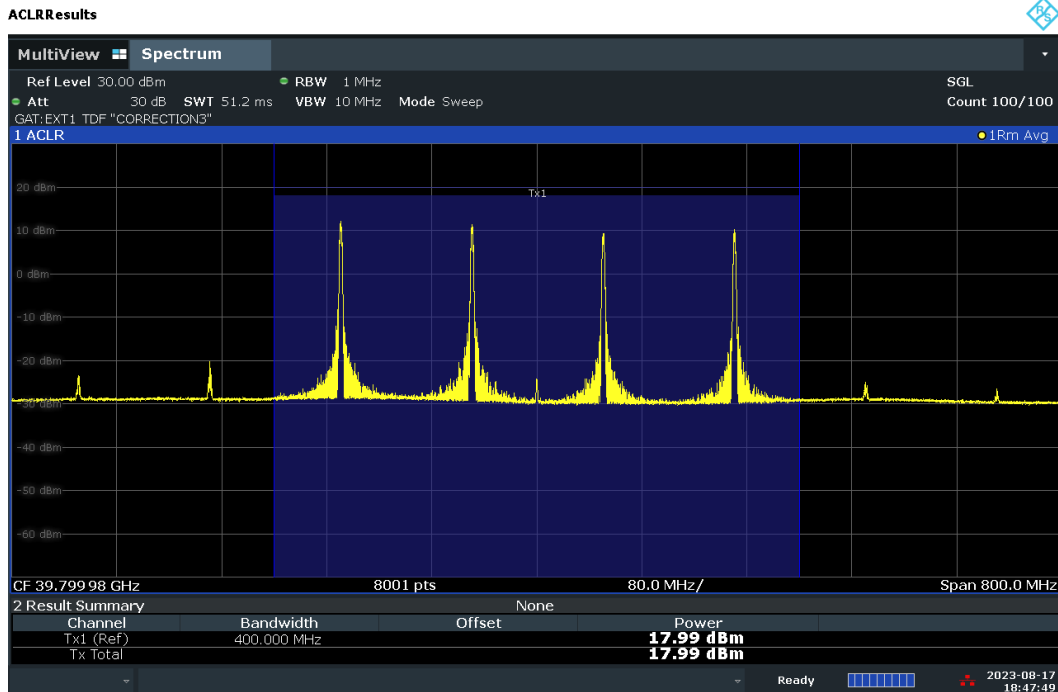 ACLRResults
R&S
MultiView Spectrum
Ref Level 30.00 dBm RBW 1 MHz SGL
Att 30 dB SWT 51.2 ms VBW 10 MHz Mode Sweep Count 100/100
GAT:EXT1 TDF "CORRECTION3"
1 ACLR 1Rm Avg
20 dBm
Tx1
10 dBm
0 dBm
-10 dBm
-20 dBm
-30 dBm
-40 dBm
-50 dBm
-60 dBm
CF 39.79998 GHz 8001 pts 80.0 MHz/ Span 800.0 MHz
2 Result Summary None
Channel Bandwidth Offset Power
Tx1 (Ref) 400.000 MHz 17.99 dBm
Tx Total 17.99 dBm
Ready 2023-08-17
18:47:49